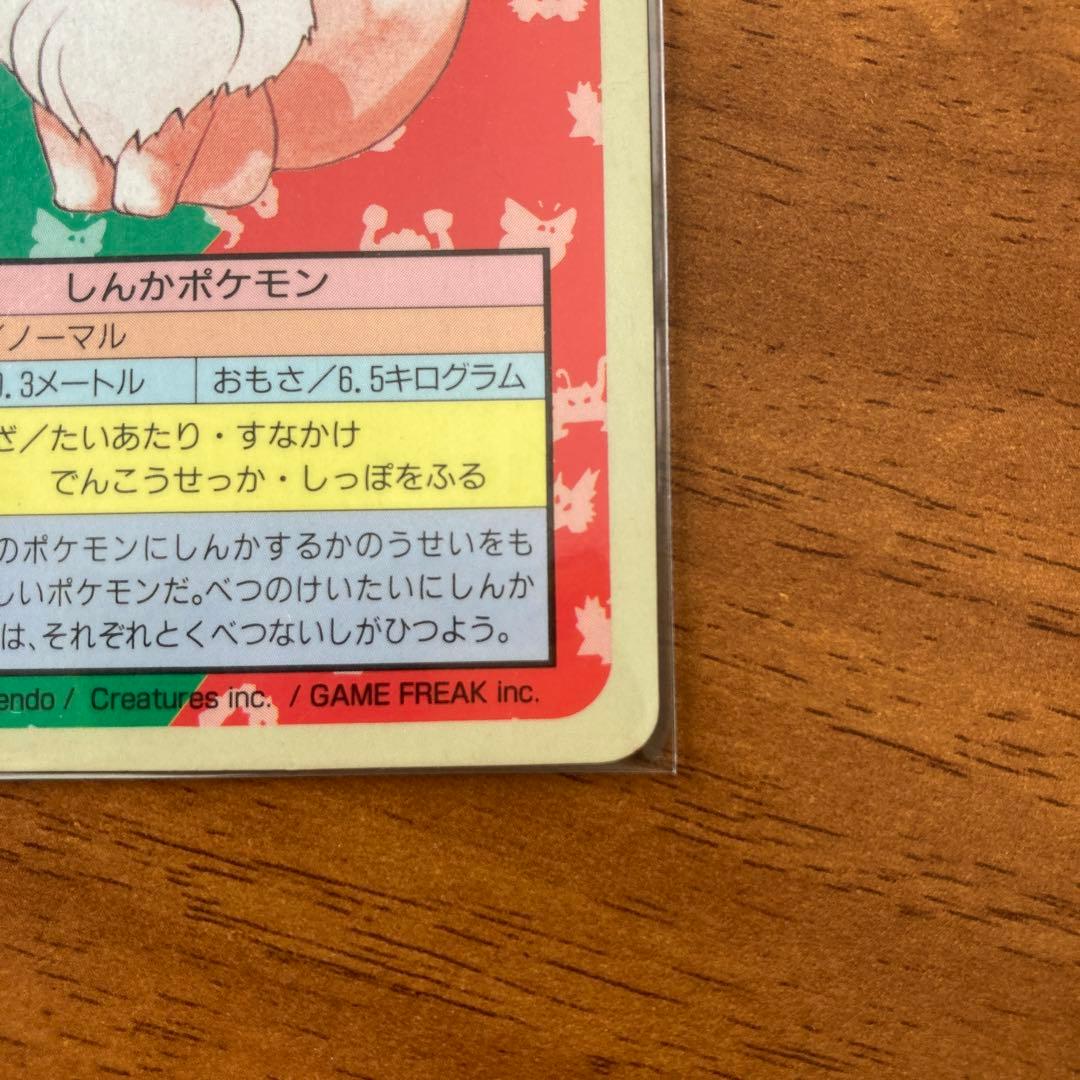 しんかポケモン
／ノーマル
0.3メートル
おもさ／6.5キログラム
ざ／たいあたり・すなかけ
でんこうせっか・しっぽをふる
のポケモンにしんかするかのうせいをも
しいポケモンだ。べつのけいたいにしんか
は、それぞれとくべつないしがひつよう。
endo / Creatures inc. / GAME FREAK inc.